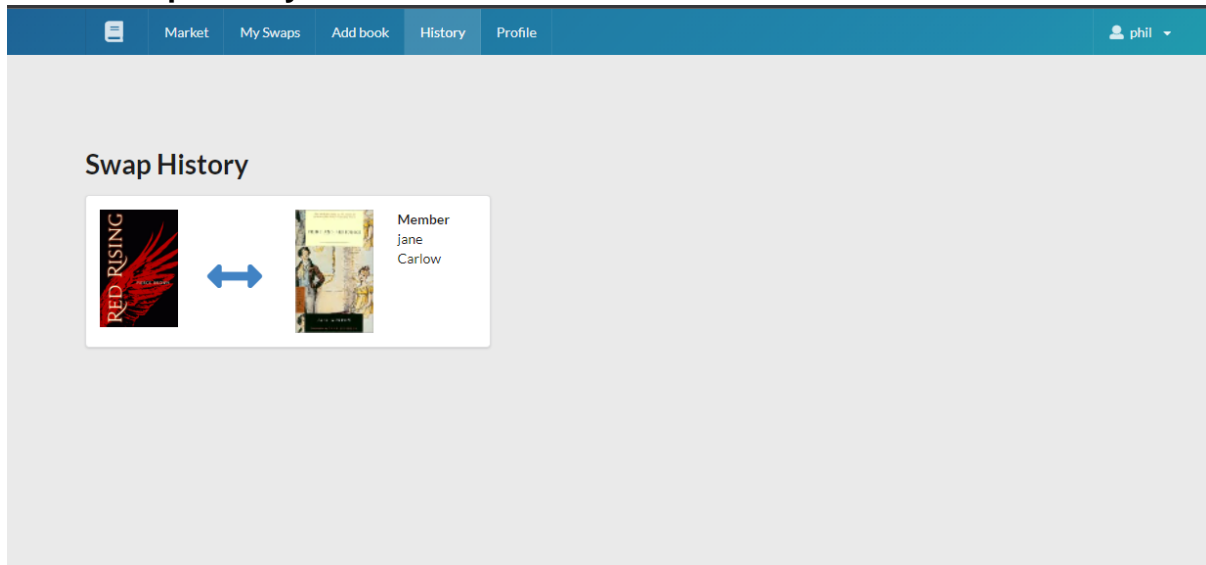 Market My Swaps Add book History Profile phil
Swap History
RED RISING
Member
jane
Carlow